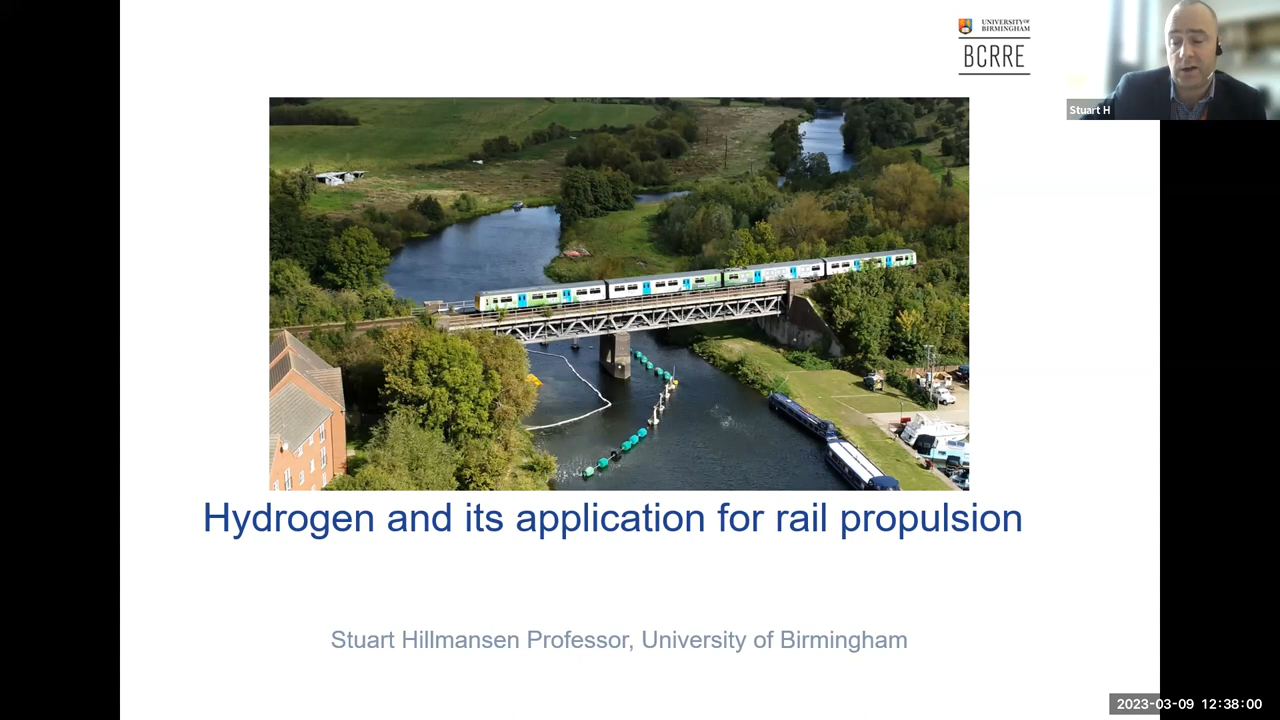 UNIVERSITY OF
BIRMINGHAM
BCRRE
Stuart H
Hydrogen and its application for rail propulsion
Stuart Hillmansen Professor, University of Birmingham
2023-03-09 12:38:00